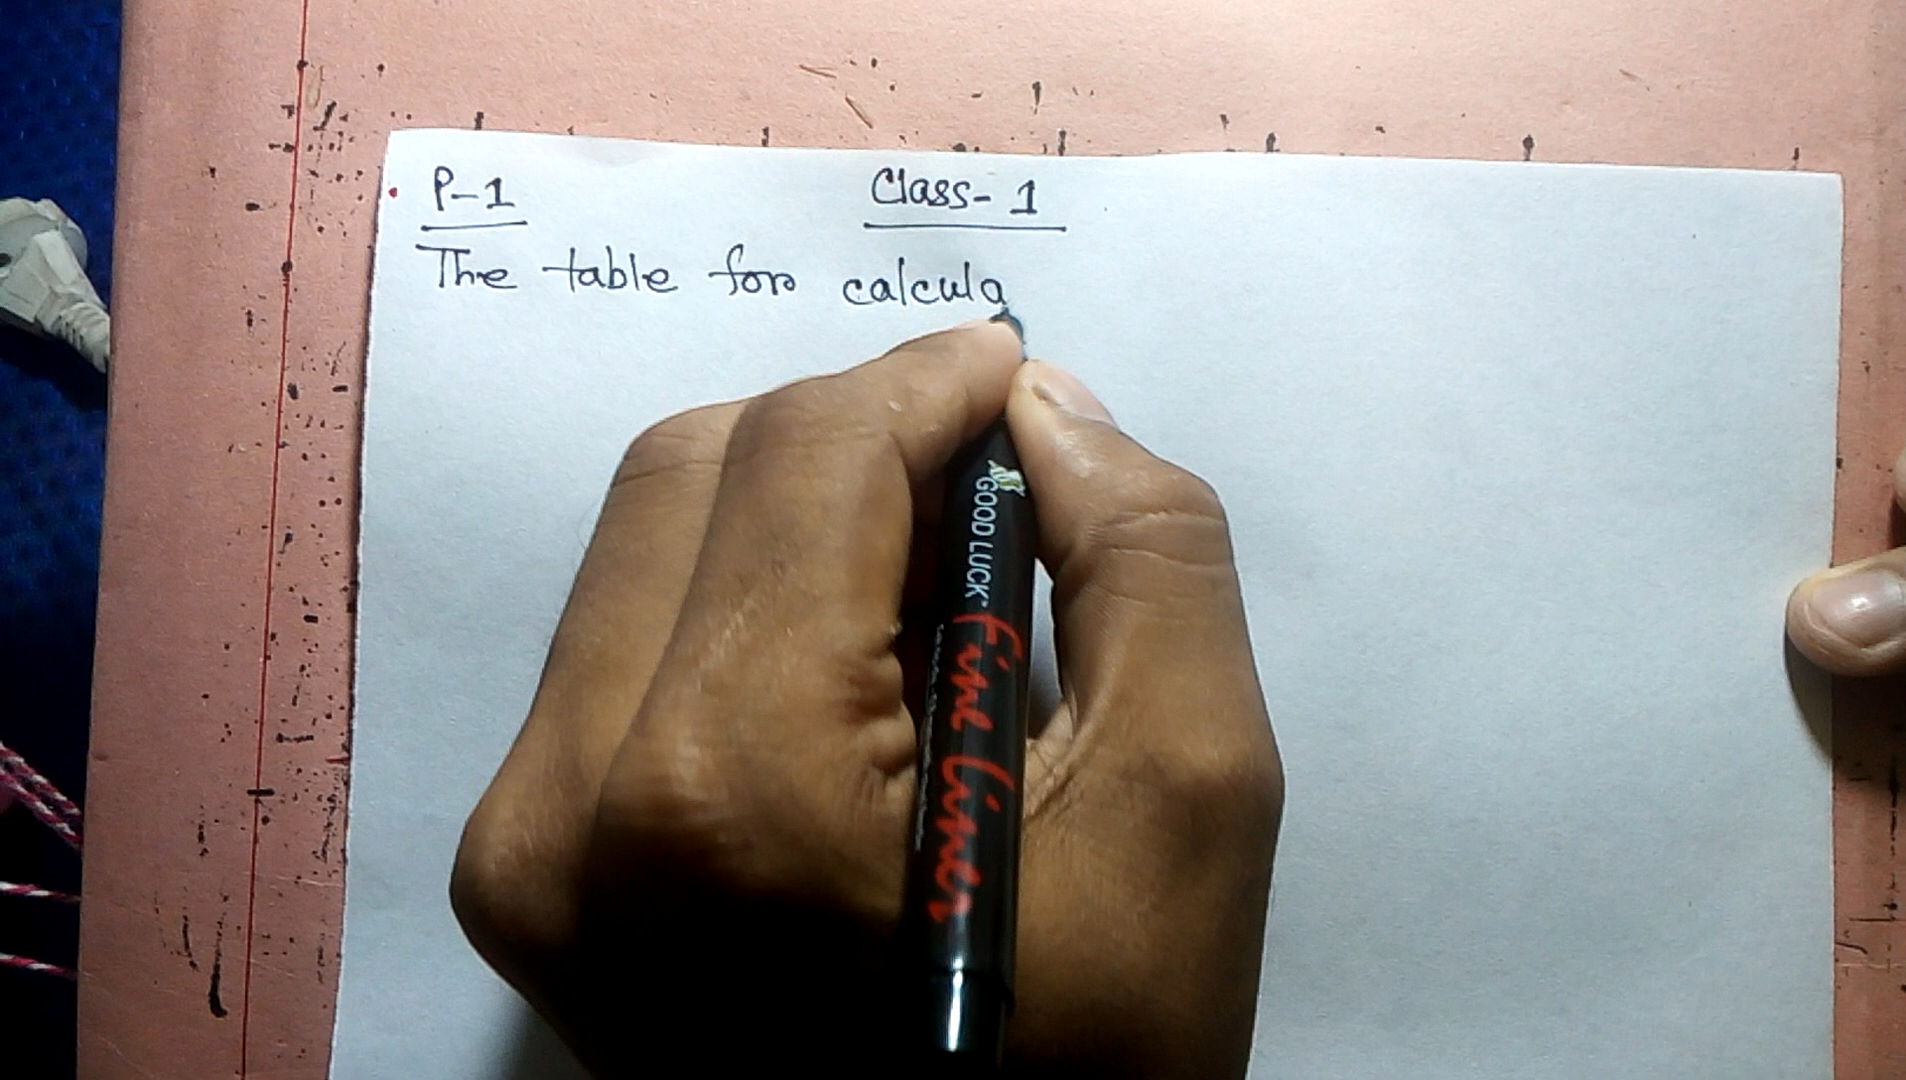 P-1 Class- 1
The table for calcula
GOOD LUCK
Fine Liner